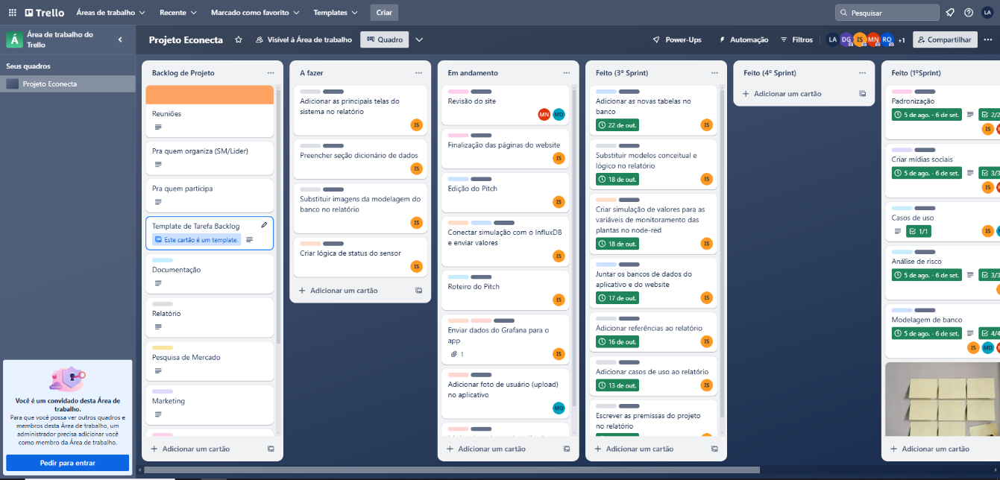 Trello
Áreas de trabalho
Recente
Marcado como favorito
Templates
Criar
Pesquisar
LA
Á
Área de trabalho do
Trello
Projeto Econecta
Visível à Área de trabalho
Quadro
Power-Ups
Automação
Filtros
LA
DG
IS
MN
RO
+1
Compartilhar
Seus quadros
Projeto Econecta
Você é um convidado desta Área de
trabalho.
Para que você possa ver outros quadros e
membros desta Área de trabalho, um
administrador precisa adicionar você
como membro da Área de trabalho.
Pedir para entrar
Backlog de Projeto
Reuniões
Pra quem organiza (SM/Lider)
Pra quem participa
Template de Tarefa Backlog
Este cartão é um template.
Documentação
Relatório
Pesquisa de Mercado
Marketing
Adicionar um cartão
A fazer
Adicionar as principais telas do
sistema no relatório
IS
Preencher seção dicionário de dados
IS
Substituir imagens da modelagem do
banco no relatório
IS
Criar lógica de status do sensor
IS
Adicionar um cartão
Em andamento
Revisão do site
MN
MD
Finalização das páginas do website
IS
Edição do Pitch
IS
Conectar simulação com o InfluxDB
e enviar valores
IS
Roteiro do Pitch
IS
Enviar dados do Grafana para o
app
1
IS
Adicionar foto de usuário (upload)
no aplicativo
MD
Adicionar um cartão
Feito (3º Sprint)
Adicionar as novas tabelas no
banco
22 de out.
IS
Substituir modelos conceitual e
lógico no relatório
18 de out.
IS
Criar simulação de valores para as
variáveis de monitoramento das
plantas no node-red
18 de out.
IS
Juntar os bancos de dados do
aplicativo e do website
17 de out.
IS
Adicionar referências ao relatório
16 de out.
IS
Adicionar casos de uso ao relatório
13 de out.
IS
Escrever as premissas do projeto
no relatório
Adicionar um cartão
Feito (4º Sprint)
Adicionar um cartão
Feito (1ºSprint)
Padronização
5 de ago. - 6 de set.
2/2
IS
Criar mídias sociais
5 de ago. - 6 de set.
3/3
IS
Casos de uso
1/1
IS
Análise de risco
5 de ago. - 6 de set.
3/3
Modelagem de banco
5 de ago. - 6 de set.
4/4
IS
MD
Adicionar um cartão